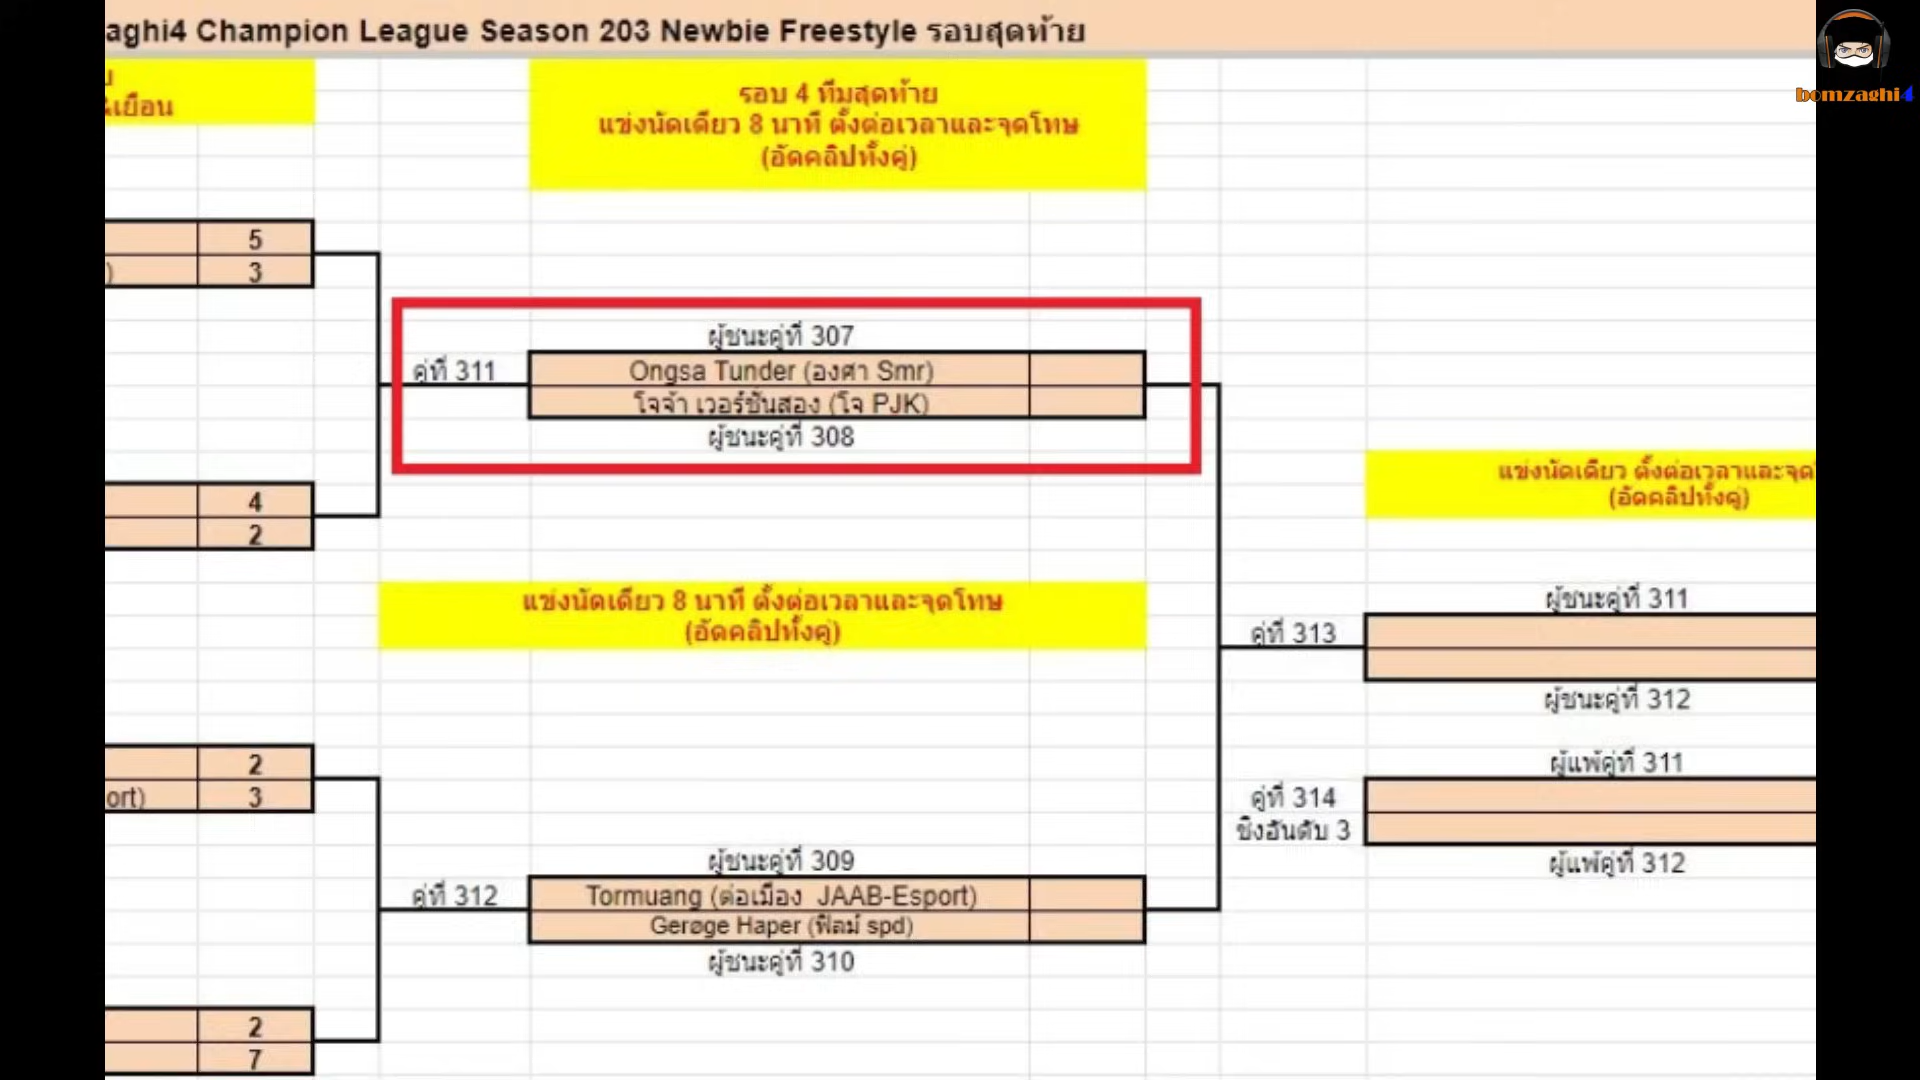 aghi4 Champion League Season 203 Newbie Freestyle รอบสุดท้าย
bomzaghi4
&เยือน
รอบ 4 ทีมสุดท้าย
แข่งนัดเดียว 8 นาที ตั้งต่อเวลาและจุดโทษ
(อัดคลิปทั้งคู่)
5
) 3
4
2
ผู้ชนะคู่ที่ 307
คู่ที่ 311
Ongsa Tunder (องศา Smr)
โจจ้า เวอร์ชั่นสอง (โจ PJK)
ผู้ชนะคู่ที่ 308
แข่งนัดเดียว 8 นาที ตั้งต่อเวลาและจุดโทษ
(อัดคลิปทั้งคู่)
2
ort) 3
ผู้ชนะคู่ที่ 309
คู่ที่ 312
Tormuang (ต่อเมือง JAAB-Esport)
Gerøge Haper (ฟิลม์ spd)
ผู้ชนะคู่ที่ 310
2
7
แข่งนัดเดียว ตั้งต่อเวลาและจุด
(อัดคลิปทั้งคู่)
ผู้ชนะคู่ที่ 311
คู่ที่ 313
ผู้ชนะคู่ที่ 312
ผู้แพ้คู่ที่ 311
คู่ที่ 314
ชิงอันดับ 3
ผู้แพ้คู่ที่ 312